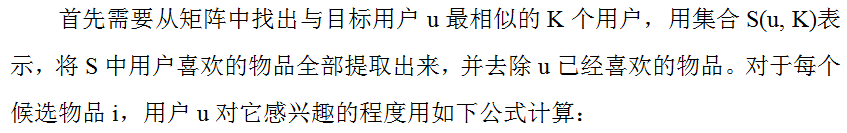 首先需要从矩阵中找出与目标用户 u 最相似的 K 个用户，用集合 S(u, K)表
示，将 S 中用户喜欢的物品全部提取出来，并去除 u 已经喜欢的物品。对于每个
候选物品 i，用户 u 对它感兴趣的程度用如下公式计算：